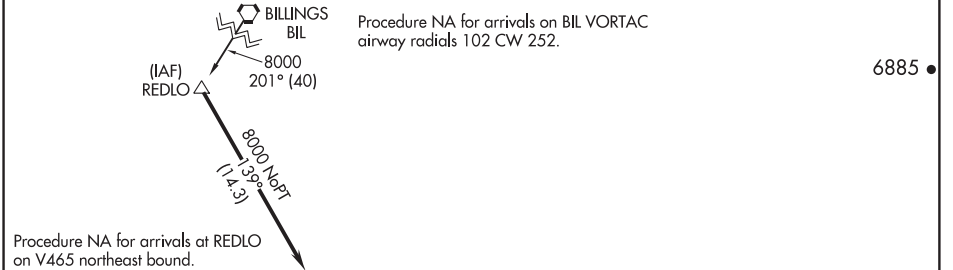 BILLINGS
BIL
Procedure NA for arrivals on BIL VORTAC
airway radials 102 CW 252.
8000
201° (40)
(IAF)
REDLO
6885
8000 NoPT
139°
(14.3)
Procedure NA for arrivals at REDLO
on V465 northeast bound.